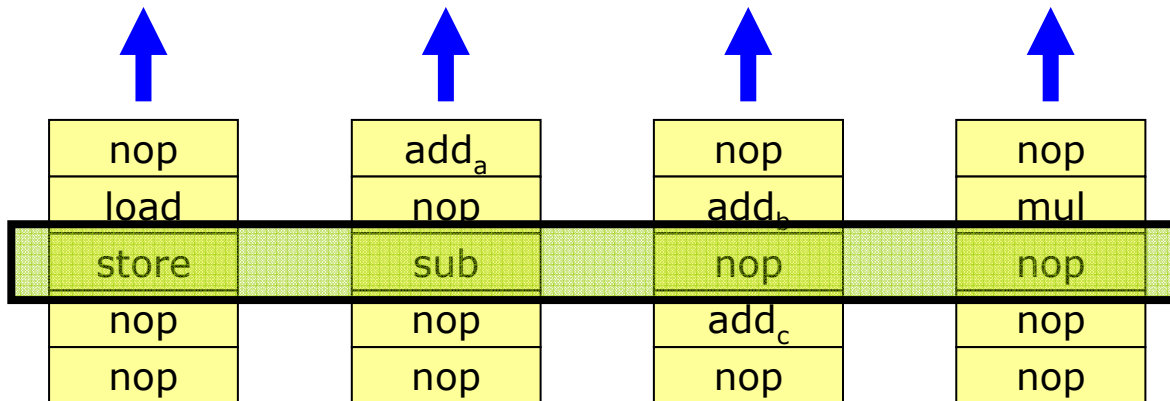 nop add_a nop nop
load nop add_b mul
store sub nop nop
nop nop add_c nop
nop nop nop nop